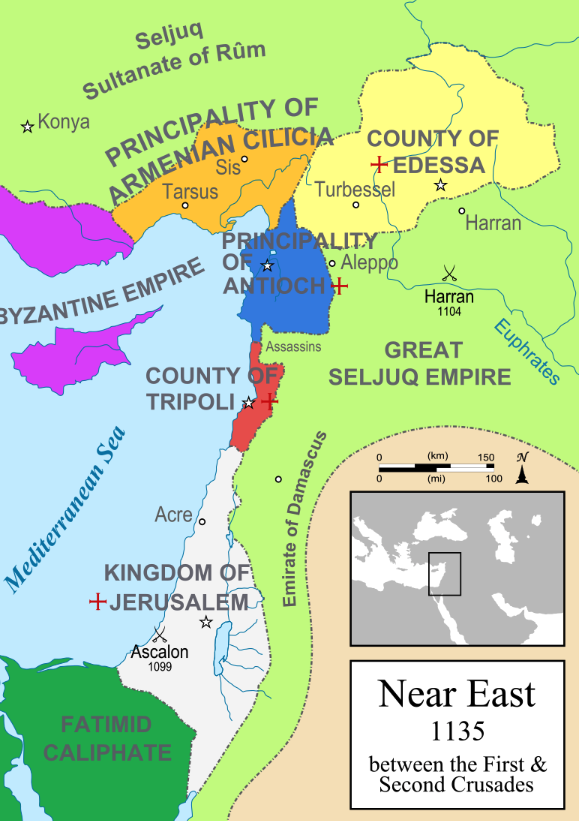 Seljuq
Sultanate of Rûm
Konya
PRINCIPALITY OF
ARMENIAN CILICIA
Sis
Tarsus
COUNTY OF
EDESSA
Turbessel
Harran
PRINCIPALITY
OF
ANTIOCH
Aleppo
Harran
1104
BYZANTINE EMPIRE
Euphrates
Assassins
GREAT
SELJUQ EMPIRE
COUNTY OF
TRIPOLI
Mediterranean Sea
Emirate of Damascus
0 (km) 150
0 (mi) 100
N
Acre
KINGDOM OF
JERUSALEM
Ascalon
1099
FATIMID
CALIPHATE
Near East
1135
between the First &
Second Crusades